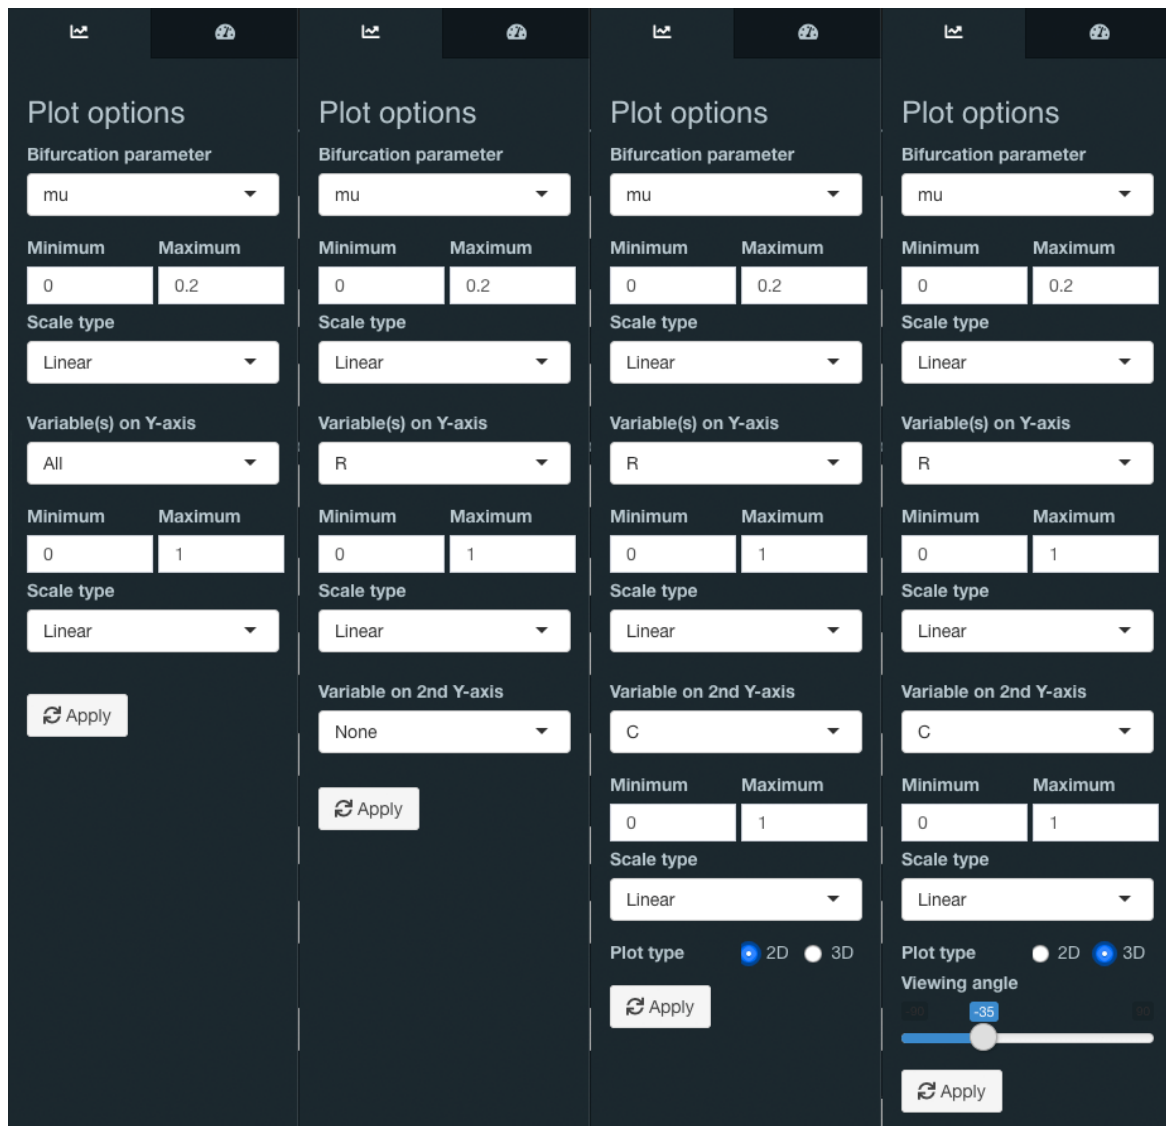 Plot options
Bifurcation parameter
mu
Minimum Maximum
0 0.2
Scale type
Linear
Variable(s) on Y-axis
All
Minimum Maximum
0 1
Scale type
Linear
Apply
Plot options
Bifurcation parameter
mu
Minimum Maximum
0 0.2
Scale type
Linear
Variable(s) on Y-axis
R
Minimum Maximum
0 1
Scale type
Linear
Variable on 2nd Y-axis
None
Apply
Plot options
Bifurcation parameter
mu
Minimum Maximum
0 0.2
Scale type
Linear
Variable(s) on Y-axis
R
Minimum Maximum
0 1
Scale type
Linear
Variable on 2nd Y-axis
C
Minimum Maximum
0 1
Scale type
Linear
Plot type 2D 3D
Apply
Plot options
Bifurcation parameter
mu
Minimum Maximum
0 0.2
Scale type
Linear
Variable(s) on Y-axis
R
Minimum Maximum
0 1
Scale type
Linear
Variable on 2nd Y-axis
C
Minimum Maximum
0 1
Scale type
Linear
Plot type 2D 3D
Viewing angle
-90 -35 90
Apply